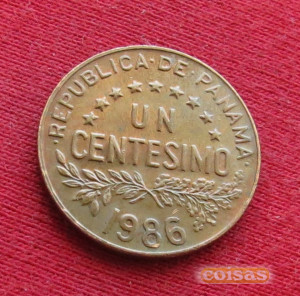 ·REPUBLICA·DE·PANAMA·
UN
CENTESIMO
1986
coisas